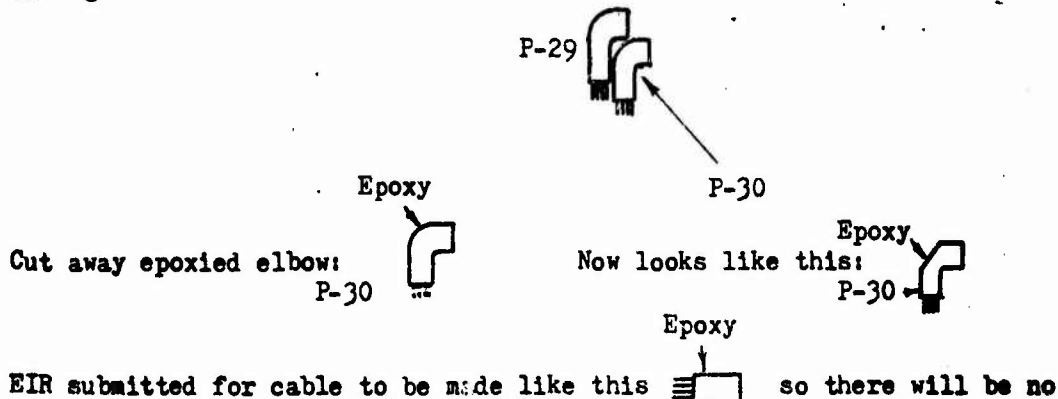 P-29
P-30
Epoxy
Cut away epoxied elbow:
P-30
Now looks like this:
Epoxy
P-30
Epoxy
EIR submitted for cable to be made like this so there will be no